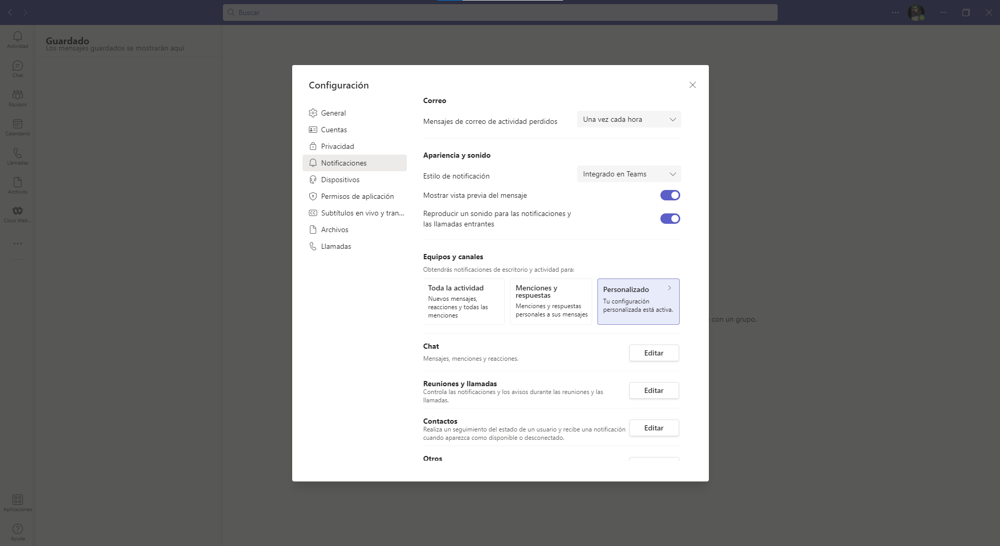 Buscar
Actividad
Chat
Equipos
Calendario
Llamadas
Archivos
Cisco Web...
Aplicaciones
Ayuda
Guardado
Los mensajes guardados se mostrarán aquí
con un grupo.
Configuración
General
Cuentas
Privacidad
Notificaciones
Dispositivos
Permisos de aplicación
CC
Subtítulos en vivo y tran...
Archivos
Llamadas
Correo
Mensajes de correo de actividad perdidos
Una vez cada hora
Apariencia y sonido
Estilo de notificación
Integrado en Teams
Mostrar vista previa del mensaje
Reproducir un sonido para las notificaciones y
las llamadas entrantes
Equipos y canales
Obtendrás notificaciones de escritorio y actividad para:
Toda la actividad
Nuevos mensajes,
reacciones y todas las
menciones
Menciones y
respuestas
Menciones y respuestas
personales a sus mensajes
Personalizado
Tu configuración
personalizada está activa.
Chat
Mensajes, menciones y reacciones.
Editar
Reuniones y llamadas
Controla las notificaciones y los avisos durante las reuniones y las
llamadas.
Editar
Contactos
Realiza un seguimiento del estado de un usuario y recibe una notificación
cuando aparezca como disponible o desconectado.
Editar
Otros